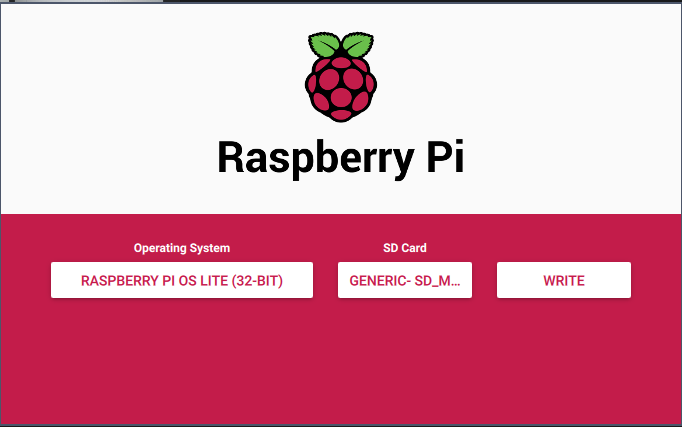 Raspberry Pi
Operating System
SD Card
RASPBERRY PI OS LITE (32-BIT)
GENERIC- SD_M...
WRITE